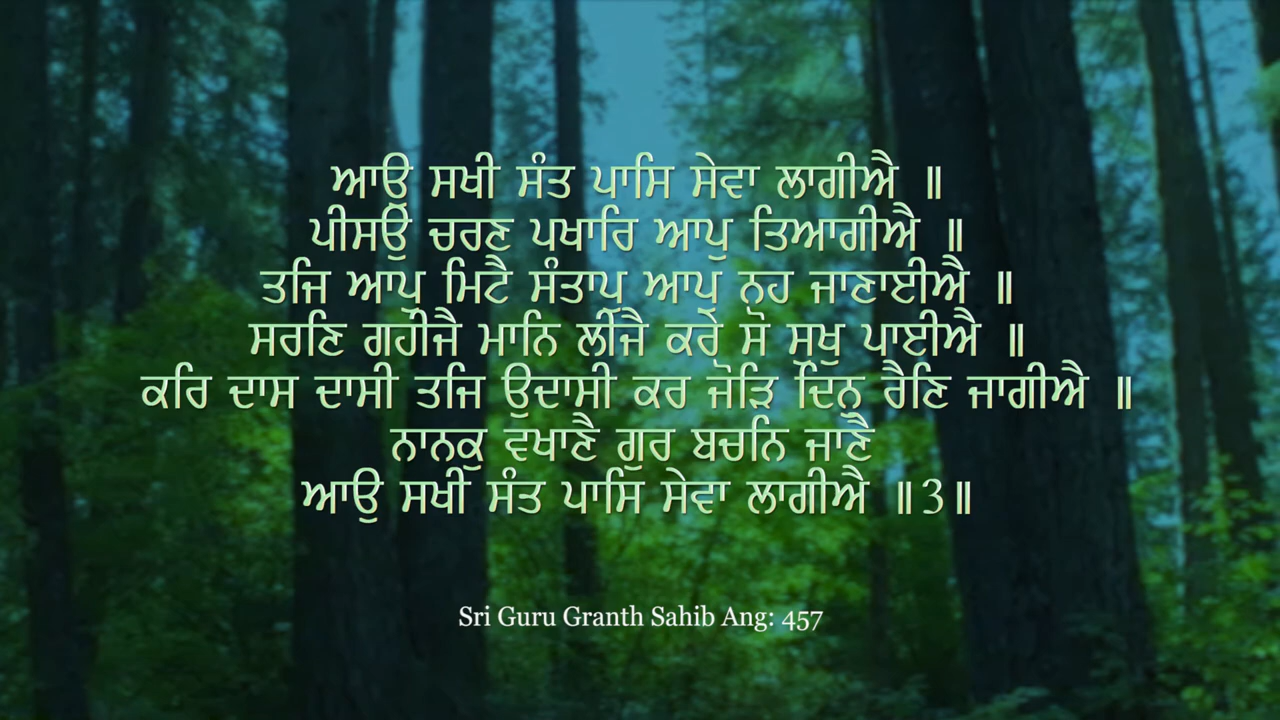 ਆਉ ਸਖੀ ਸੰਤ ਪਾਸਿ ਸੇਵਾ ਲਾਗੀਐ ॥
ਪੀਸਉ ਚਰਣ ਪਖਾਰਿ ਆਪੁ ਤਿਆਗੀਐ ॥
ਤਜਿ ਆਪੁ ਮਿਟੈ ਸੰਤਾਪੁ ਆਪੁ ਨਹ ਜਾਣਾਈਐ ॥
ਸਰਣਿ ਗਹੀਜੈ ਮਾਨਿ ਲੀਜੈ ਕਰੇ ਸੋ ਸੁਖੁ ਪਾਈਐ ॥
ਕਰਿ ਦਾਸ ਦਾਸੀ ਤਜਿ ਉਦਾਸੀ ਕਰ ਜੋੜਿ ਦਿਨੁ ਰੈਣਿ ਜਾਗੀਐ ॥
ਨਾਨਕੁ ਵਖਾਣੈ ਗੁਰ ਬਚਨਿ ਜਾਣੈ
ਆਉ ਸਖੀ ਸੰਤ ਪਾਸਿ ਸੇਵਾ ਲਾਗੀਐ ॥3॥
Sri Guru Granth Sahib Ang: 457